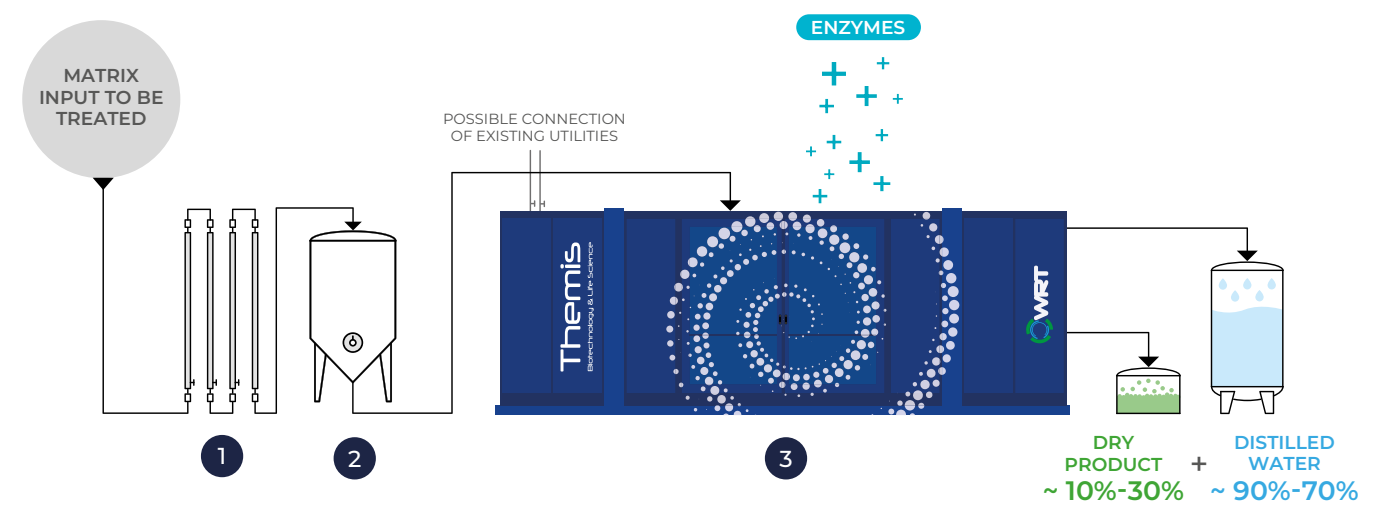 ENZYMES
MATRIX
INPUT TO BE
TREATED
POSSIBLE CONNECTION
OF EXISTING UTILITIES
Themis
Biotechnology & Life Science
WRT
1
2
3
DRY
PRODUCT
~ 10%-30%
+
DISTILLED
WATER
~ 90%-70%